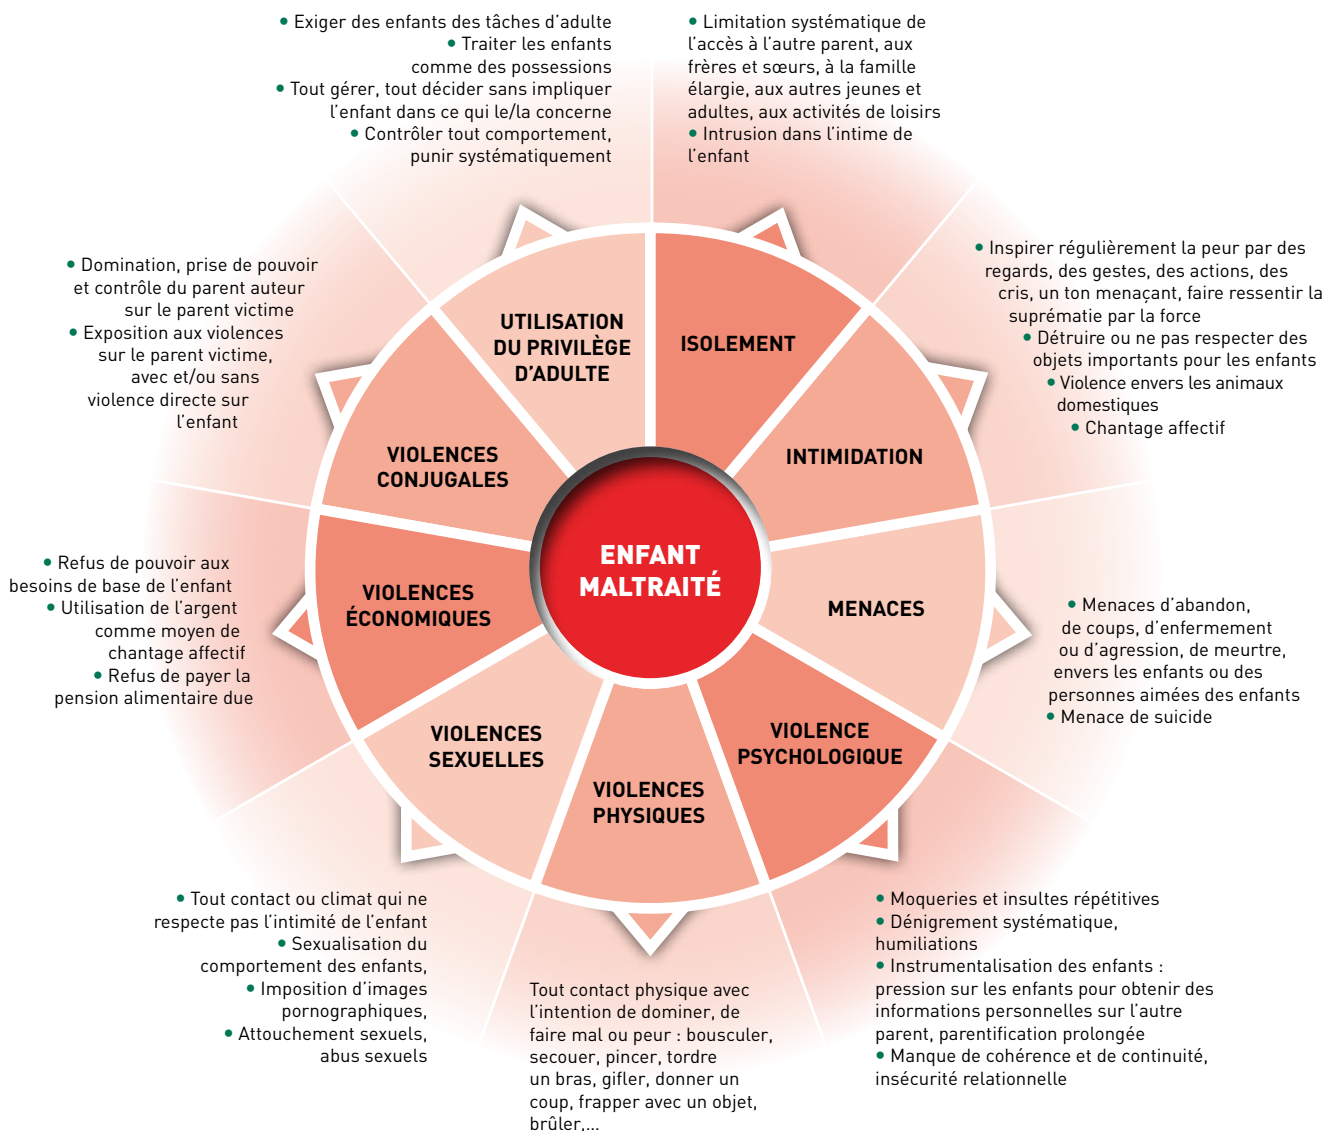 • Exiger des enfants des tâches d'adulte
• Traiter les enfants
comme des possessions
• Tout gérer, tout décider sans impliquer
l'enfant dans ce qui le/la concerne
• Contrôler tout comportement,
punir systématiquement
• Limitation systématique de
l'accès à l'autre parent, aux
frères et sœurs, à la famille
élargie, aux autres jeunes et
adultes, aux activités de loisirs
• Intrusion dans l'intime de
l'enfant
• Inspirer régulièrement la peur par des
regards, des gestes, des actions, des
cris, un ton menaçant, faire ressentir la
suprématie par la force
• Détruire ou ne pas respecter des
objets importants pour les enfants
• Violence envers les animaux
domestiques
• Chantage affectif
• Domination, prise de pouvoir
et contrôle du parent auteur
sur le parent victime
• Exposition aux violences
sur le parent victime,
avec et/ou sans
violence directe sur
l'enfant
UTILISATION
DU PRIVILÈGE
D'ADULTE
ISOLEMENT
VIOLENCES
CONJUGALES
INTIMIDATION
ENFANT
MALTRAITÉ
VIOLENCES
ÉCONOMIQUES
MENACES
VIOLENCES
SEXUELLES
VIOLENCES
PHYSIQUES
VIOLENCE
PSYCHOLOGIQUE
• Refus de pouvoir aux
besoins de base de l'enfant
• Utilisation de l'argent
comme moyen de
chantage affectif
• Refus de payer la
pension alimentaire due
• Menaces d'abandon,
de coups, d'enfermement
ou d'agression, de meurtre,
envers les enfants ou des
personnes aimées des enfants
• Menace de suicide
• Tout contact ou climat qui ne
respecte pas l'intimité de l'enfant
• Sexualisation du
comportement des enfants,
• Imposition d'images
pornographiques,
• Attouchement sexuels,
abus sexuels
Tout contact physique avec
l'intention de dominer, de
faire mal ou peur : bousculer,
secouer, pincer, tordre
un bras, gifler, donner un
coup, frapper avec un objet,
brûler,...
• Moqueries et insultes répétitives
• Dénigrement systématique,
humiliations
• Instrumentalisation des enfants :
pression sur les enfants pour obtenir des
informations personnelles sur l'autre
parent, parentification prolongée
• Manque de cohérence et de continuité,
insécurité relationnelle